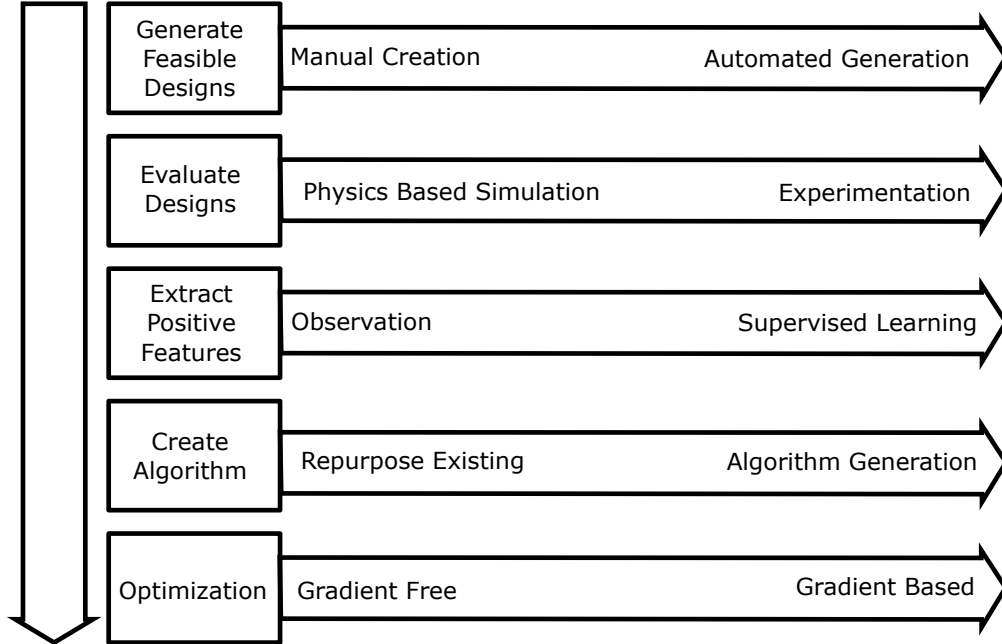 Generate
Feasible
Designs
Manual Creation
Automated Generation
Evaluate
Designs
Physics Based Simulation
Experimentation
Extract
Positive
Features
Observation
Supervised Learning
Create
Algorithm
Repurpose Existing
Algorithm Generation
Optimization
Gradient Free
Gradient Based